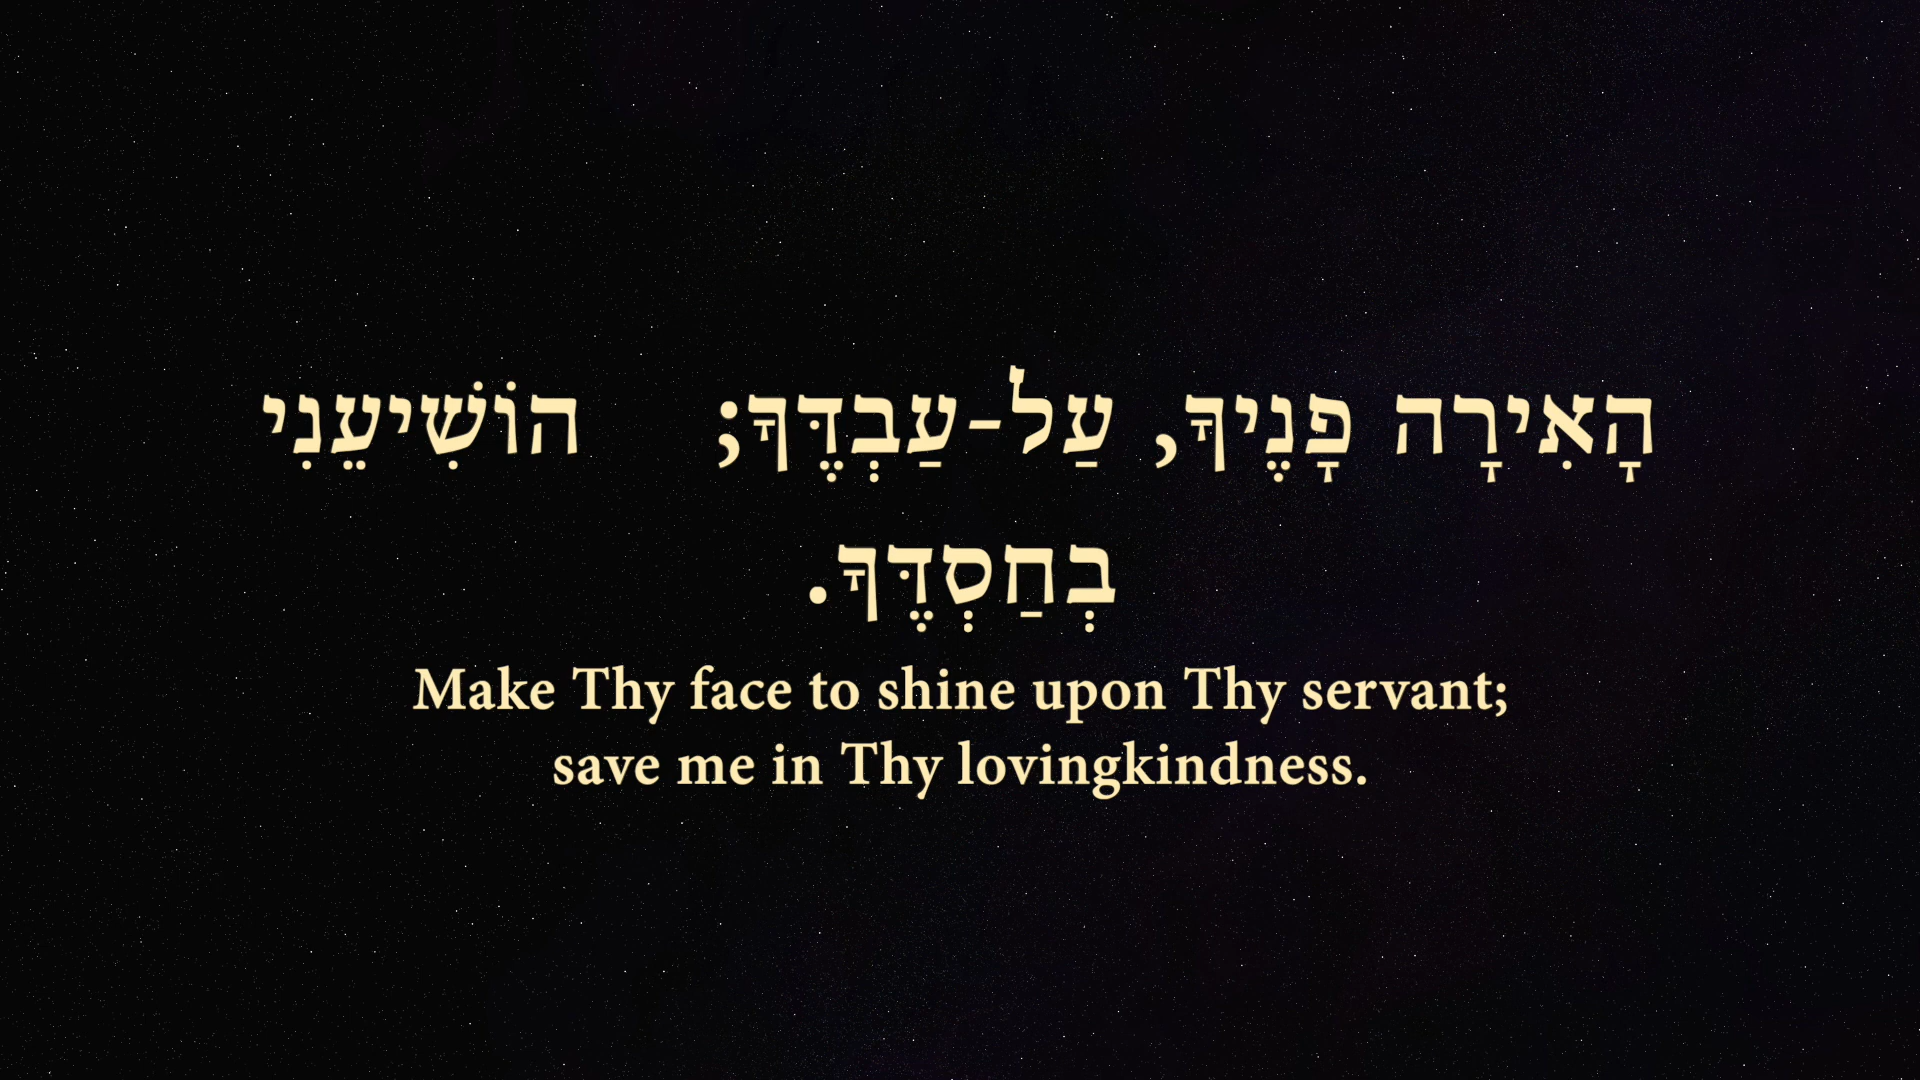 הָאִירָה פָנֶיךָ, עַל-עַבְדֶּךָ; הוֹשִׁיעֵנִי
בְחַסְדֶּךָ.
Make Thy face to shine upon Thy servant;
save me in Thy lovingkindness.